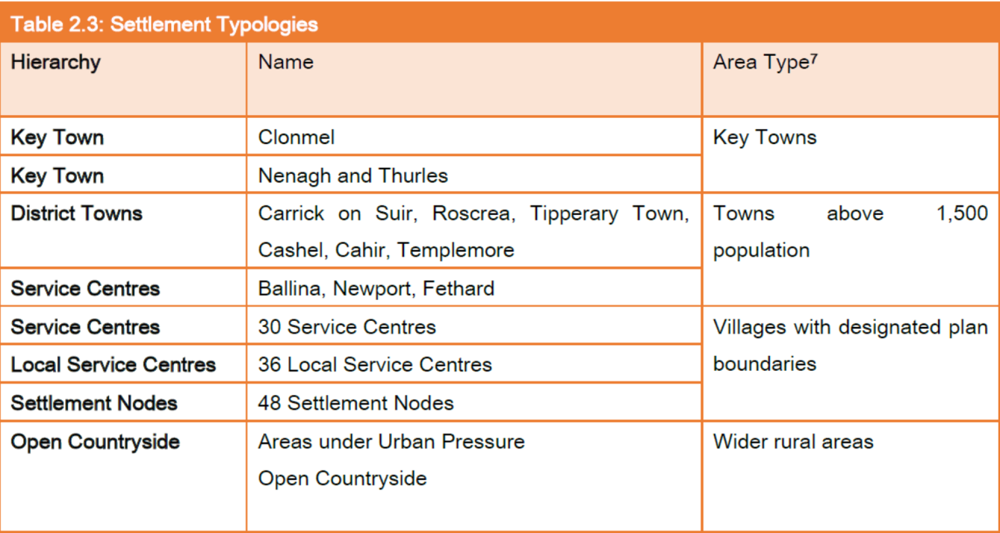 Table 2.3: Settlement Typologies
Hierarchy Name Area Type⁷
Key Town Clonmel Key Towns
Key Town Nenagh and Thurles
District Towns Carrick on Suir, Roscrea, Tipperary Town, Towns above 1,500
Cashel, Cahir, Templemore population
Service Centres Ballina, Newport, Fethard
Service Centres 30 Service Centres Villages with designated plan
Local Service Centres 36 Local Service Centres boundaries
Settlement Nodes 48 Settlement Nodes
Open Countryside Areas under Urban Pressure Wider rural areas
Open Countryside